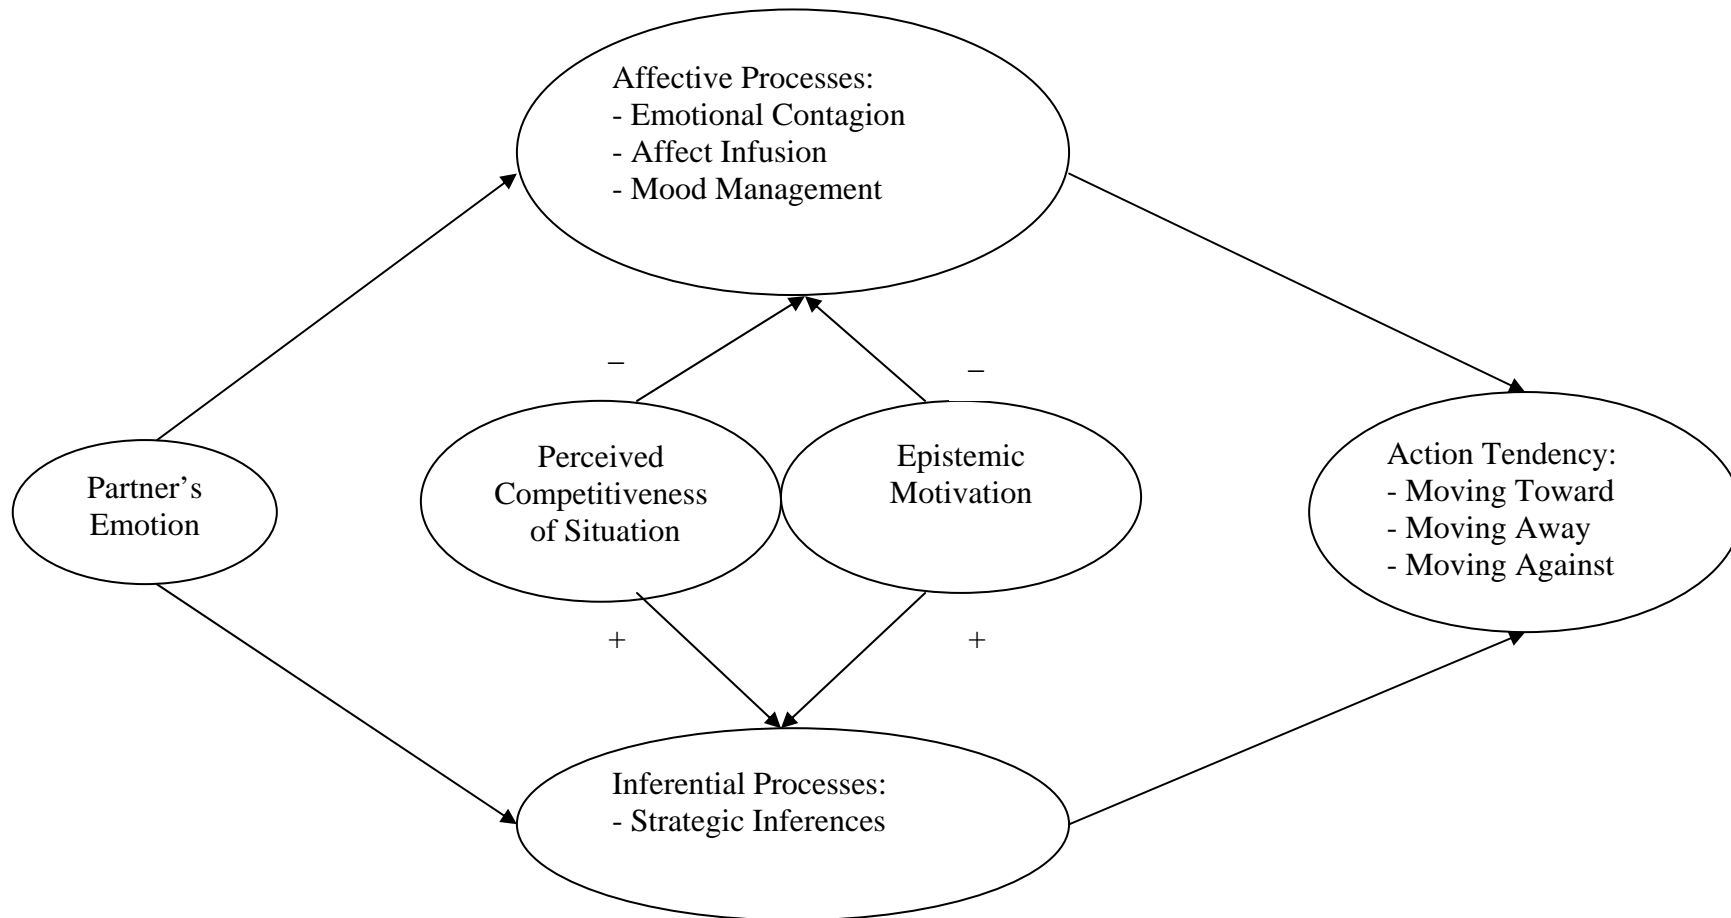 Affective Processes:
- Emotional Contagion
- Affect Infusion
- Mood Management
–
–
Partner’s
Emotion
Perceived
Competitiveness
of Situation
Epistemic
Motivation
Action Tendency:
- Moving Toward
- Moving Away
- Moving Against
+
+
Inferential Processes:
- Strategic Inferences